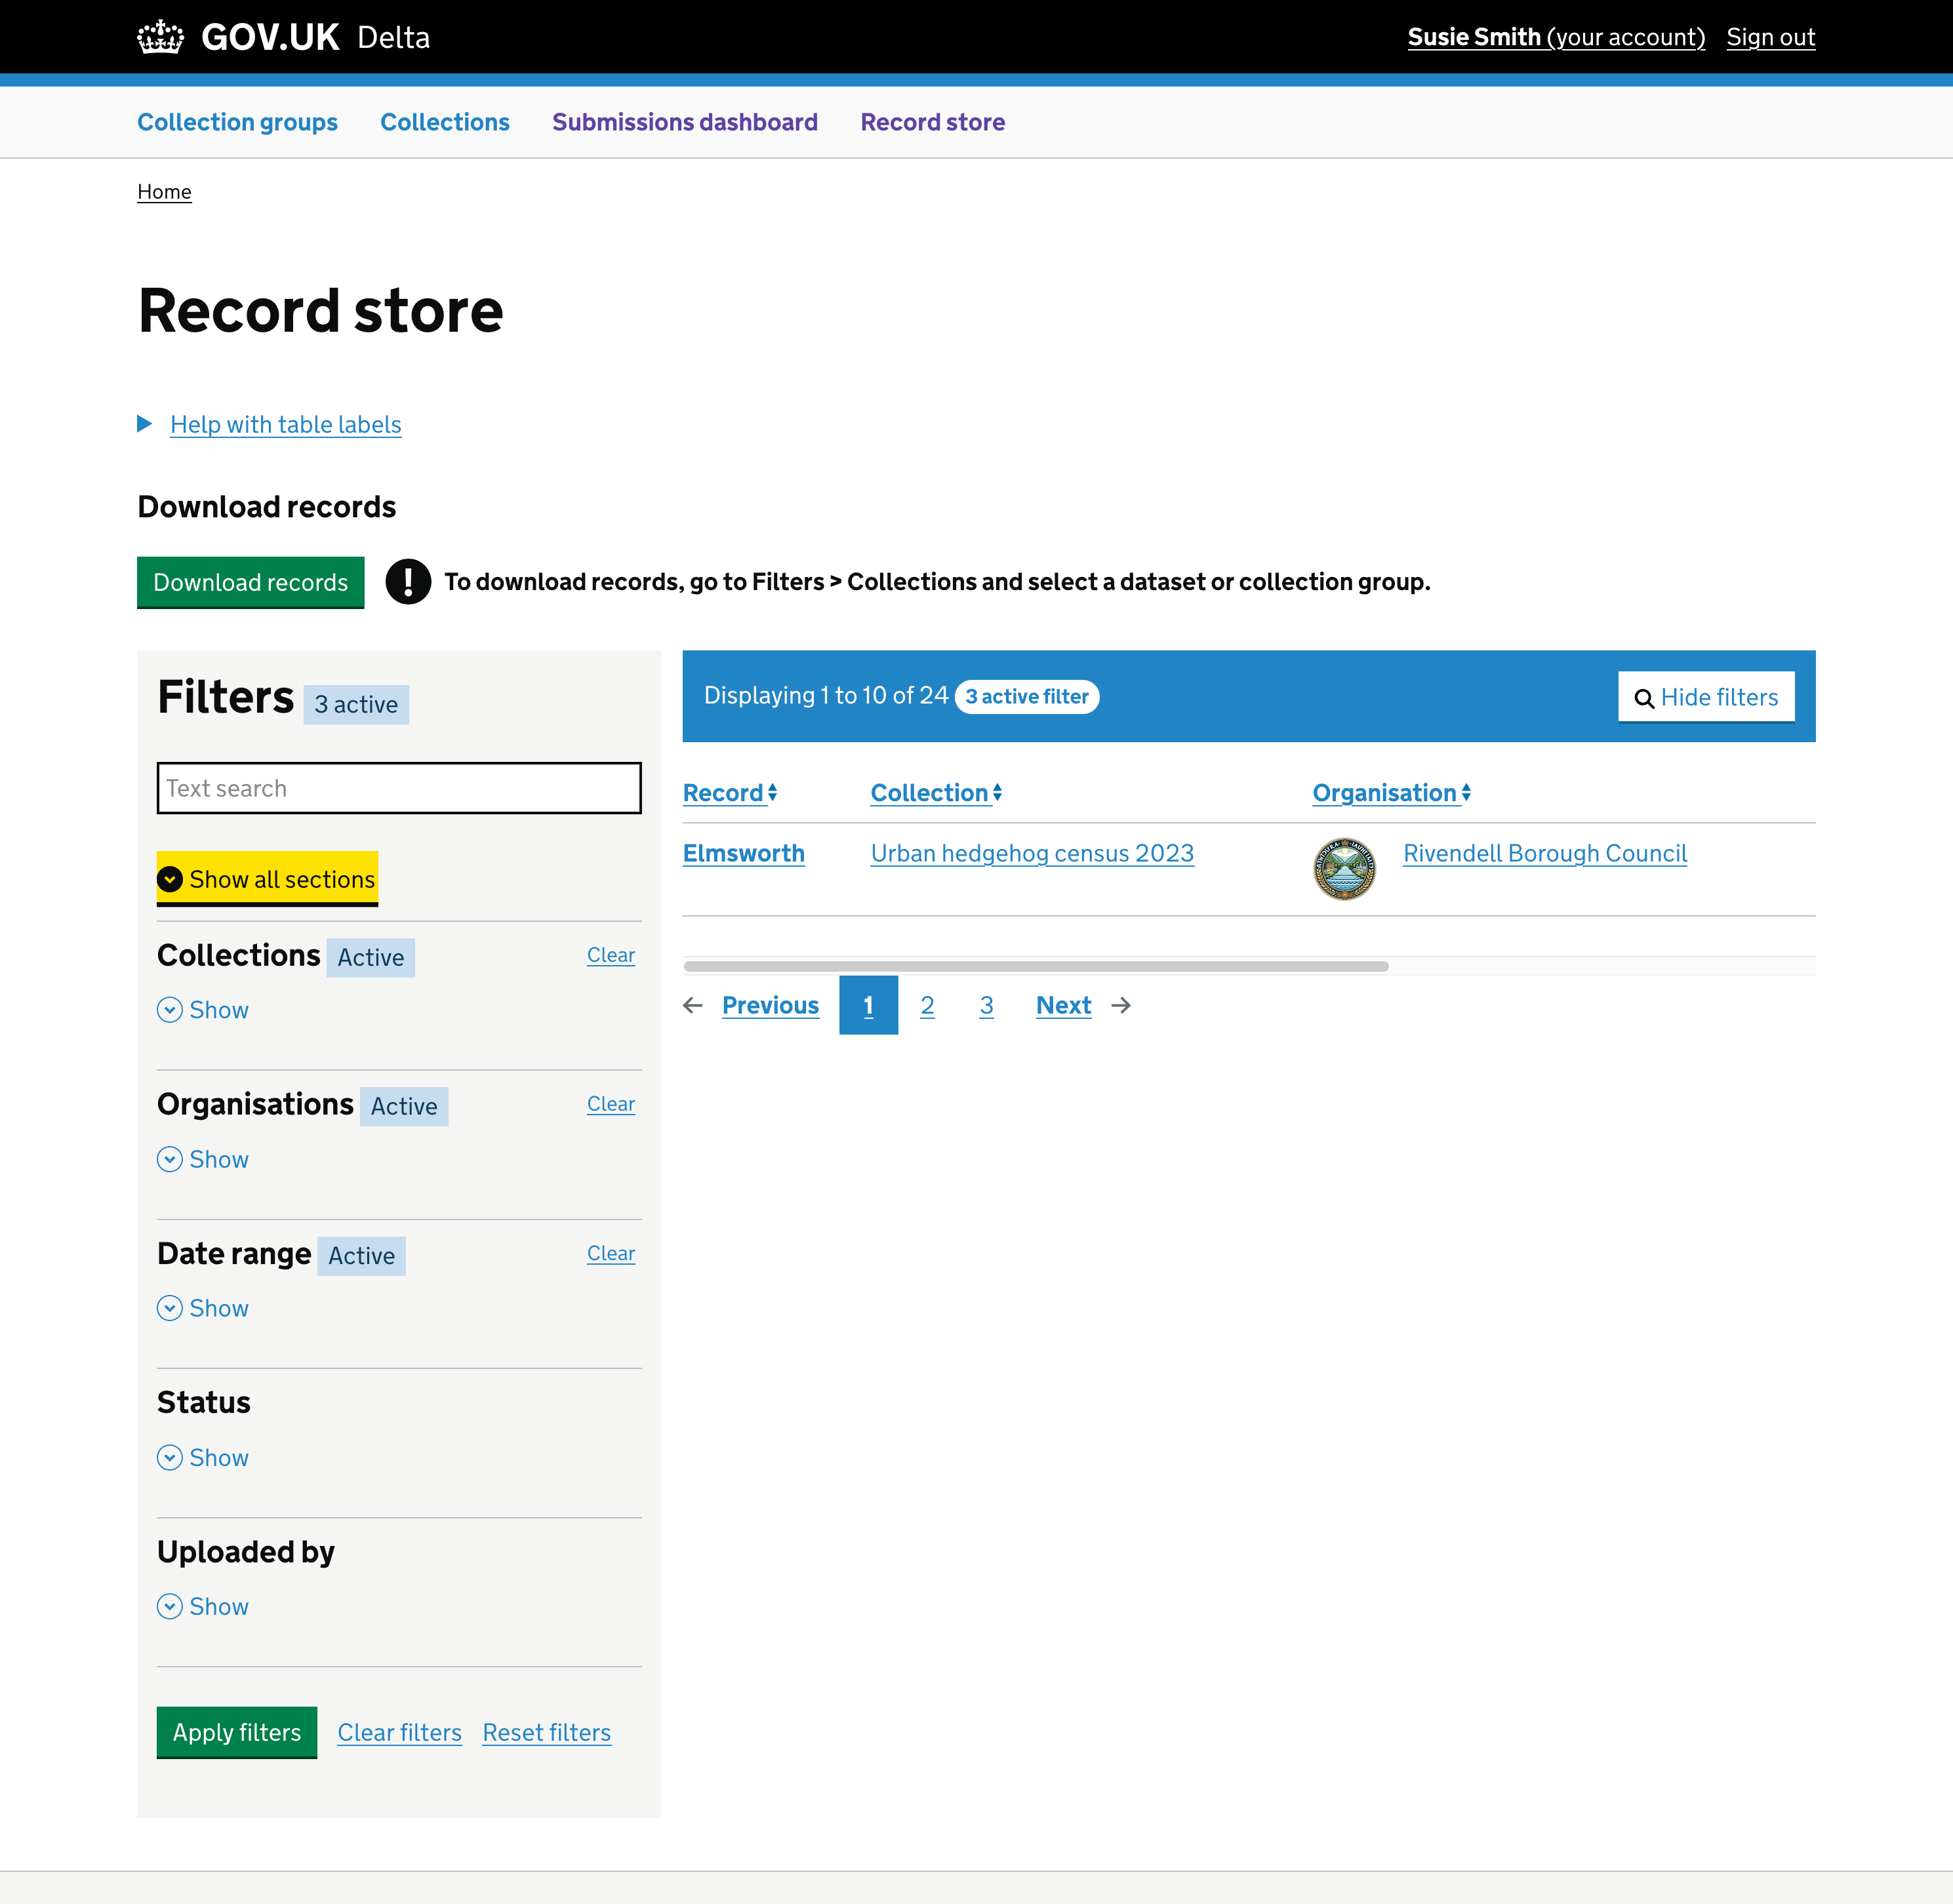 GOV.UK Delta
Susie Smith (your account) Sign out
Collection groups Collections Submissions dashboard Record store
Home
Record store
Help with table labels
Download records
Download records
! To download records, go to Filters > Collections and select a dataset or collection group.
Filters 3 active
Text search
Show all sections
Collections Active Clear
Show
Organisations Active Clear
Show
Date range Active Clear
Show
Status
Show
Uploaded by
Show
Apply filters Clear filters Reset filters
Displaying 1 to 10 of 24 3 active filter
Hide filters
Record Collection Organisation
Elmsworth Urban hedgehog census 2023 Rivendell Borough Council
Previous 1 2 3 Next